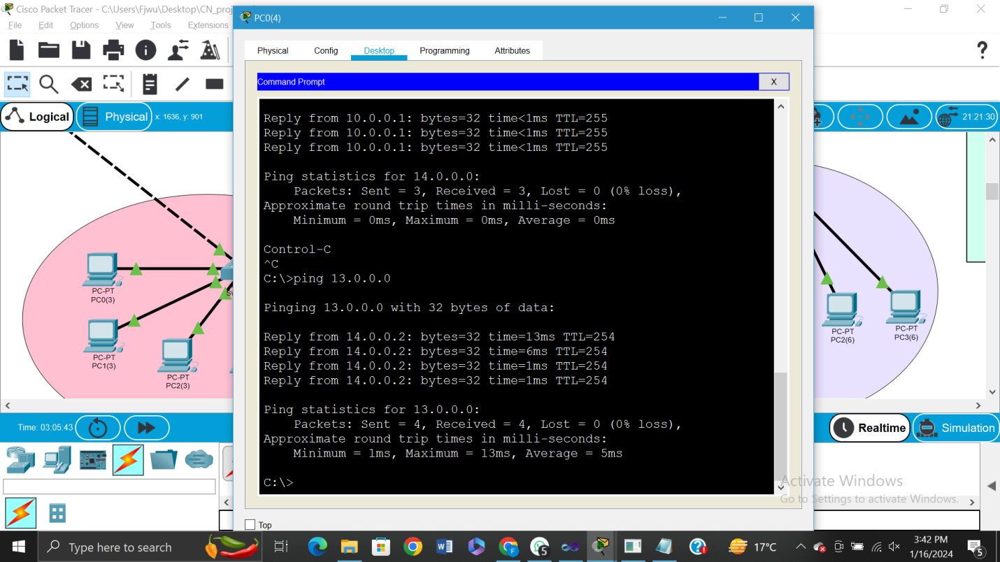 Cisco Packet Tracer - C:\Users\Fjwu\Desktop\CN_proj
PC0(4)
File Edit Options View Tools Extensions
Physical Config Desktop Programming Attributes
Command Prompt
X
Logical
Physical
x: 1636, y: 901
21:21:30
Reply from 10.0.0.1: bytes=32 time<1ms TTL=255
Reply from 10.0.0.1: bytes=32 time<1ms TTL=255
Reply from 10.0.0.1: bytes=32 time<1ms TTL=255
Ping statistics for 14.0.0.0:
Packets: Sent = 3, Received = 3, Lost = 0 (0% loss),
Approximate round trip times in milli-seconds:
Minimum = 0ms, Maximum = 0ms, Average = 0ms
Control-C
^C
C:\>ping 13.0.0.0
Pinging 13.0.0.0 with 32 bytes of data:
Reply from 14.0.0.2: bytes=32 time=13ms TTL=254
Reply from 14.0.0.2: bytes=32 time=6ms TTL=254
Reply from 14.0.0.2: bytes=32 time=1ms TTL=254
Reply from 14.0.0.2: bytes=32 time=1ms TTL=254
Ping statistics for 13.0.0.0:
Packets: Sent = 4, Received = 4, Lost = 0 (0% loss),
Approximate round trip times in milli-seconds:
Minimum = 1ms, Maximum = 13ms, Average = 5ms
C:\>
PC-PT
PC0(3)
PC-PT
PC1(3)
PC-PT
PC2(3)
PC-PT
PC2(6)
PC-PT
PC3(6)
Time: 03:05:43
Realtime
Simulation
Top
Activate Windows
Go to Settings to activate Windows.
Type here to search
17°C
3:42 PM
1/16/2024
5
5